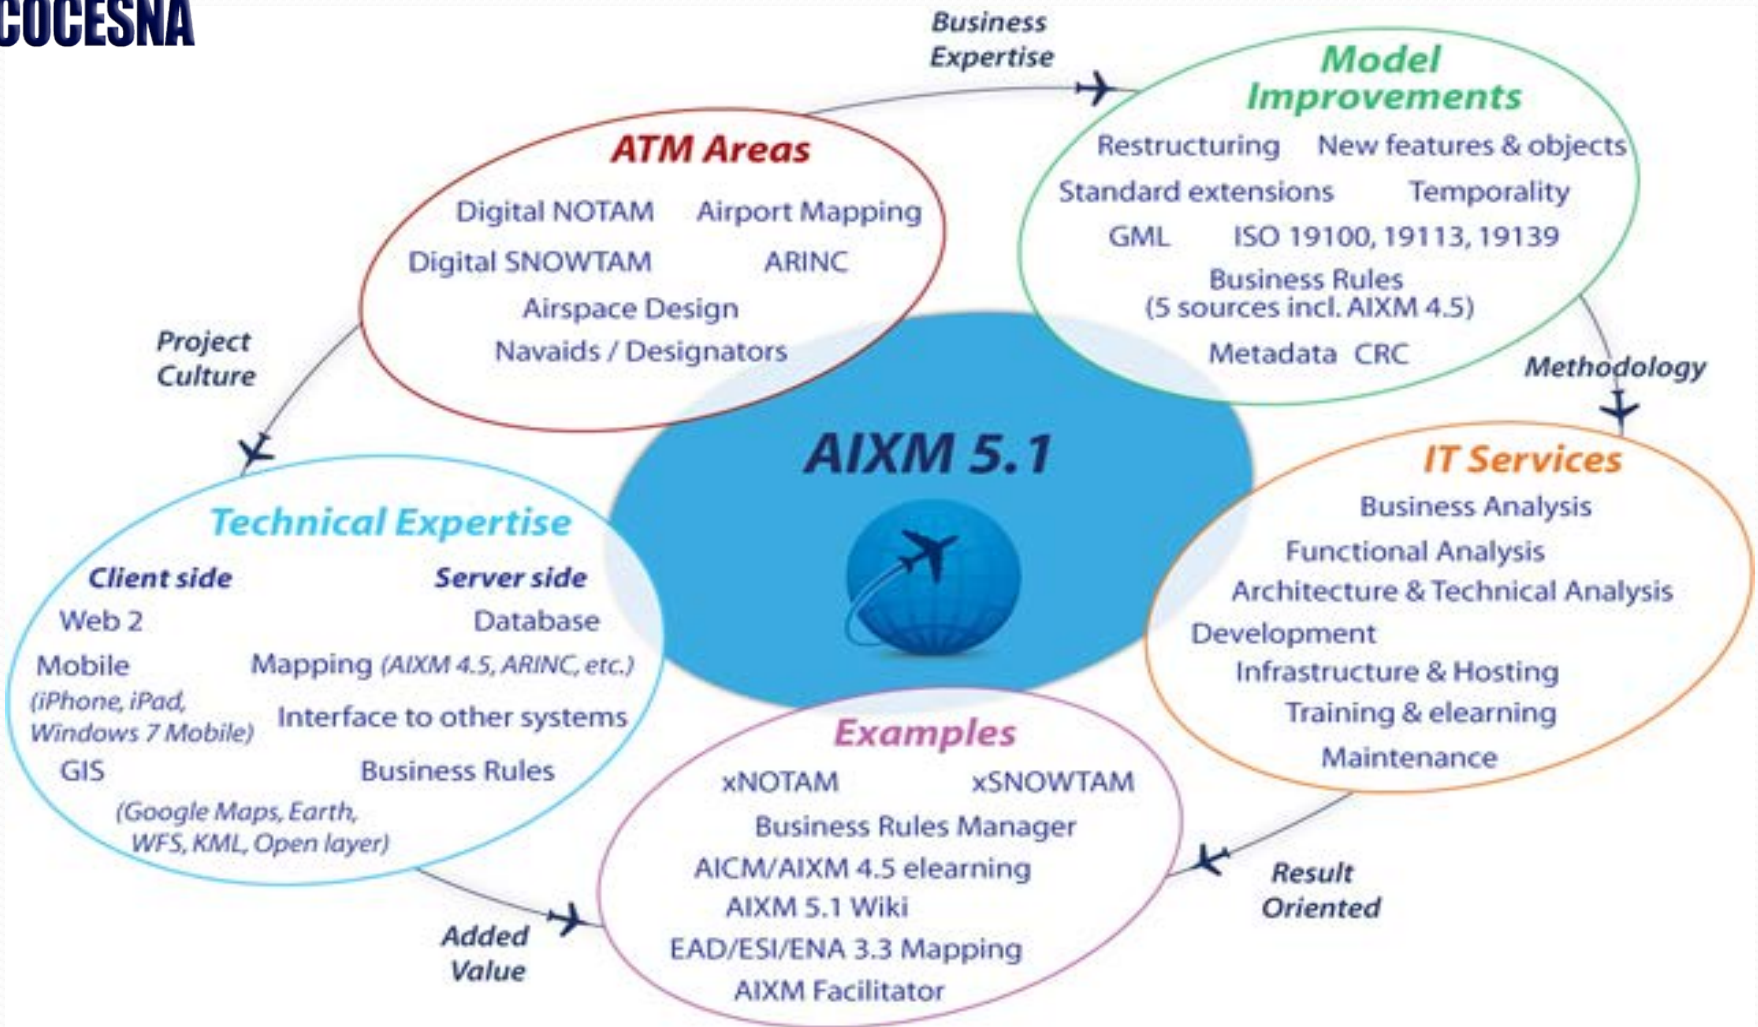 COCESNA
Business
Expertise
Model
Improvements
Restructuring New features & objects
Standard extensions Temporality
GML ISO 19100, 19113, 19139
Business Rules
(5 sources incl. AIXM 4.5)
Metadata CRC
ATM Areas
Digital NOTAM Airport Mapping
Digital SNOWTAM ARINC
Airspace Design
Navaids / Designators
Project
Culture
Methodology
AIXM 5.1
IT Services
Business Analysis
Functional Analysis
Architecture & Technical Analysis
Development
Infrastructure & Hosting
Training & elearning
Maintenance
Technical Expertise
Client side Server side
Web 2 Database
Mobile Mapping (AIXM 4.5, ARINC, etc.)
(iPhone, iPad,
Windows 7 Mobile) Interface to other systems
GIS Business Rules
(Google Maps, Earth,
WFS, KML, Open layer)
Examples
xNOTAM xSNOWTAM
Business Rules Manager
AICM/AIXM 4.5 elearning
AIXM 5.1 Wiki
EAD/ESI/ENA 3.3 Mapping
AIXM Facilitator
Added
Value
Result
Oriented